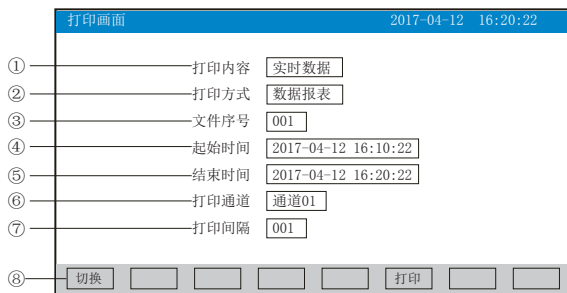 打印画面 2017-04-12 16:20:22
① 打印内容 实时数据
② 打印方式 数据报表
③ 文件序号 001
④ 起始时间 2017-04-12 16:10:22
⑤ 结束时间 2017-04-12 16:20:22
⑥ 打印通道 通道01
⑦ 打印间隔 001
⑧ 切换 打印